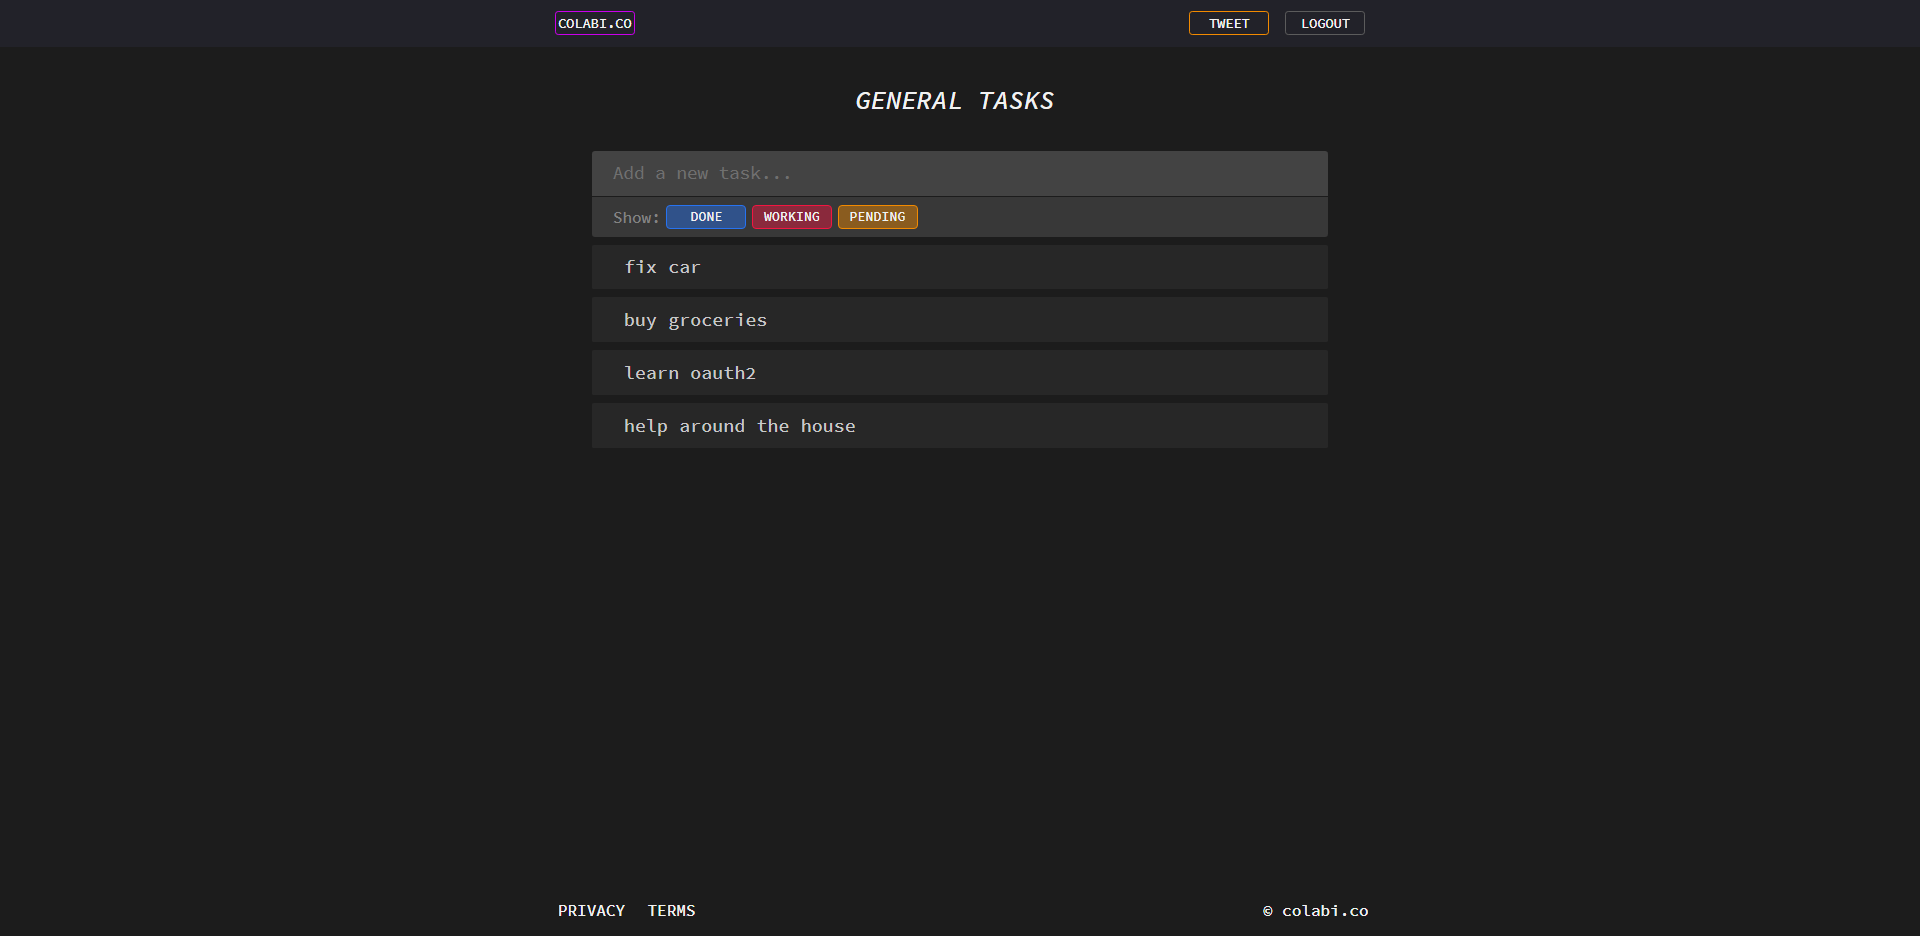 COLABI.CO TWEET LOGOUT
GENERAL TASKS
Add a new task...
Show: DONE WORKING PENDING
fix car
buy groceries
learn oauth2
help around the house
PRIVACY TERMS © colabi.co